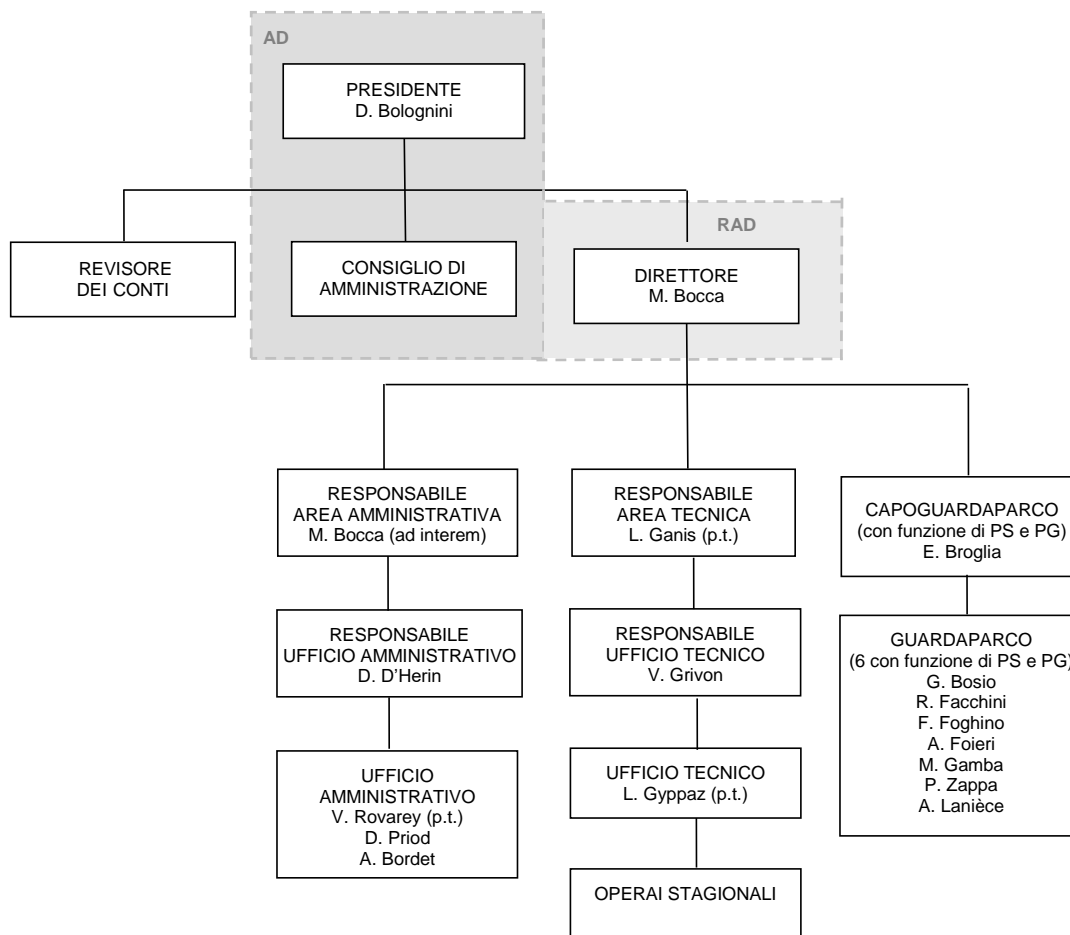 AD
PRESIDENTE
D. Bolognini
RAD
REVISORE
DEI CONTI
CONSIGLIO DI
AMMINISTRAZIONE
DIRETTORE
M. Bocca
RESPONSABILE
AREA AMMINISTRATIVA
M. Bocca (ad interem)
RESPONSABILE
AREA TECNICA
L. Ganis (p.t.)
CAPOGUARDAPARCO
(con funzione di PS e PG)
E. Broglia
RESPONSABILE
UFFICIO AMMINISTRATIVO
D. D'Herin
RESPONSABILE
UFFICIO TECNICO
V. Grivon
GUARDAPARCO
(6 con funzione di PS e PG)
G. Bosio
R. Facchini
F. Foghino
A. Foieri
M. Gamba
P. Zappa
A. Lanièce
UFFICIO
AMMINISTRATIVO
V. Rovarey (p.t.)
D. Priod
A. Bordet
UFFICIO TECNICO
L. Gyppaz (p.t.)
OPERAI STAGIONALI